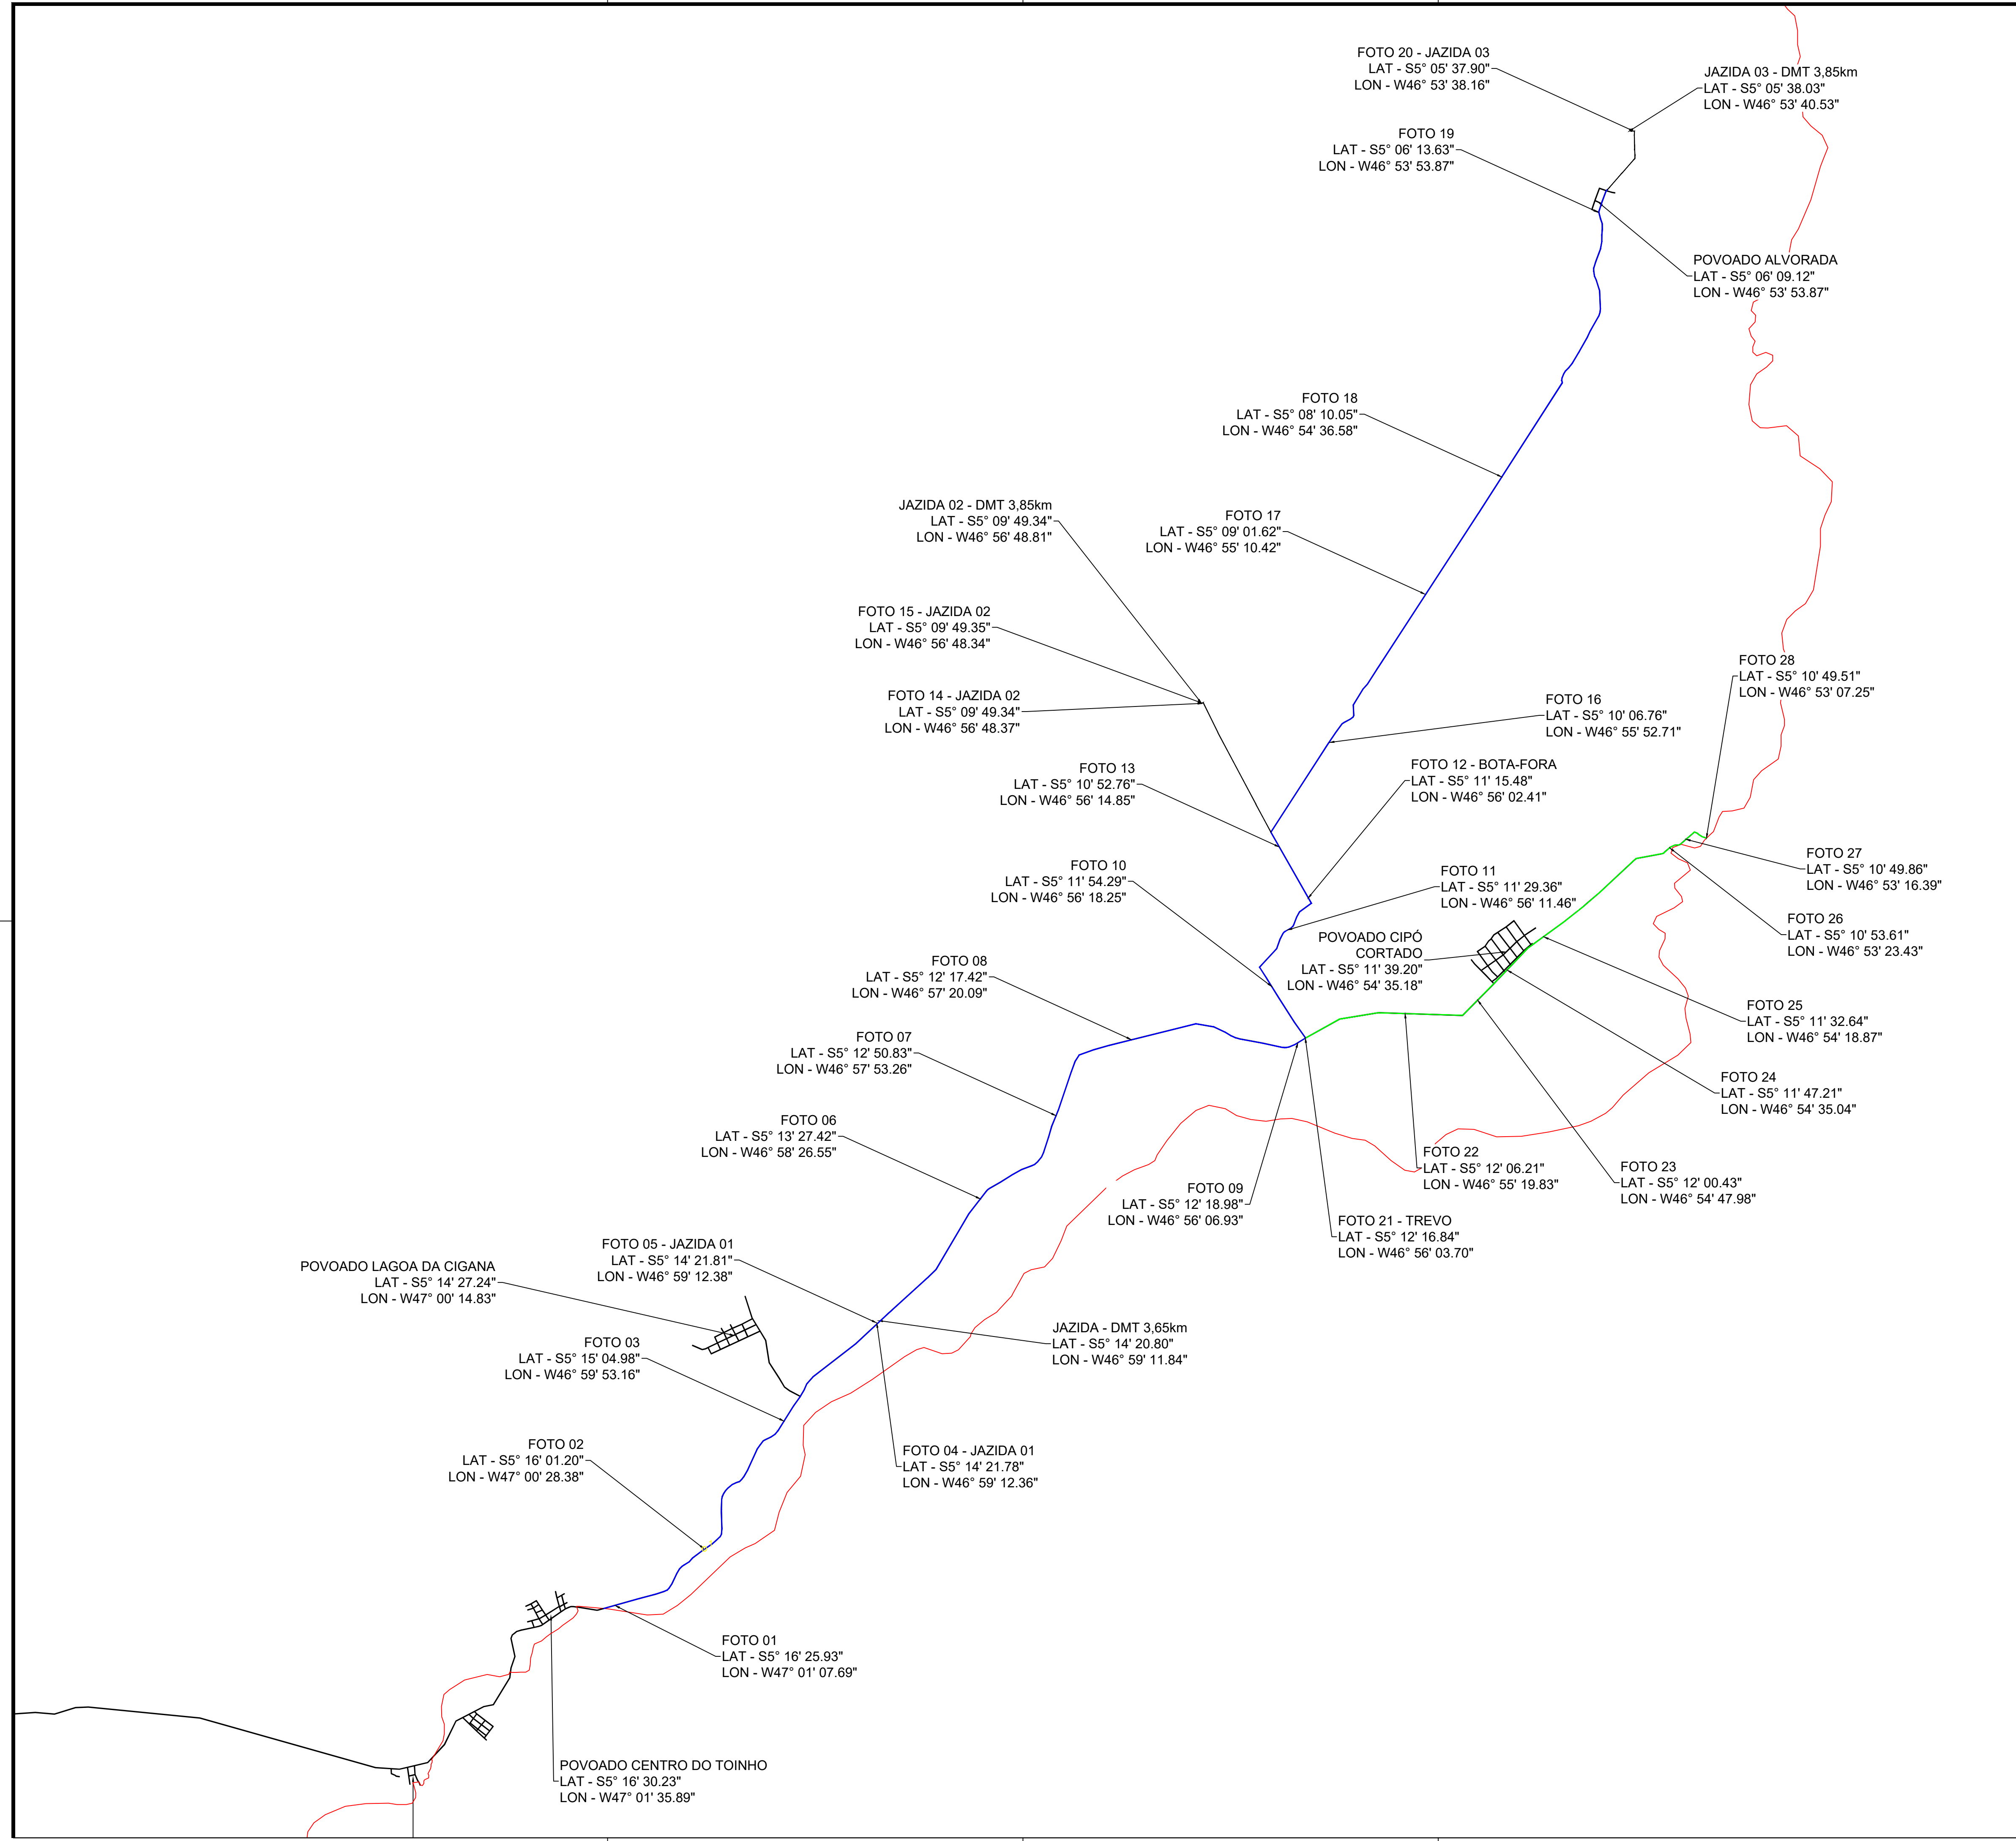 FOTO 20 - JAZIDA 03
LAT - S5° 05' 37.90"
LON - W46° 53' 38.16"
JAZIDA 03 - DMT 3,85km
LAT - S5° 05' 38.03"
LON - W46° 53' 40.53"
FOTO 19
LAT - S5° 06' 13.63"
LON - W46° 53' 53.87"
POVOADO ALVORADA
LAT - S5° 06' 09.12"
LON - W46° 53' 53.87"
FOTO 18
LAT - S5° 08' 10.05"
LON - W46° 54' 36.58"
JAZIDA 02 - DMT 3,85km
LAT - S5° 09' 49.34"
LON - W46° 56' 48.81"
FOTO 17
LAT - S5° 09' 01.62"
LON - W46° 55' 10.42"
FOTO 15 - JAZIDA 02
LAT - S5° 09' 49.35"
LON - W46° 56' 48.34"
FOTO 28
LAT - S5° 10' 49.51"
LON - W46° 53' 07.25"
FOTO 14 - JAZIDA 02
LAT - S5° 09' 49.34"
LON - W46° 56' 48.37"
FOTO 16
LAT - S5° 10' 06.76"
LON - W46° 55' 52.71"
FOTO 13
LAT - S5° 10' 52.76"
LON - W46° 56' 14.85"
FOTO 12 - BOTA-FORA
LAT - S5° 11' 15.48"
LON - W46° 56' 02.41"
FOTO 10
LAT - S5° 11' 54.29"
LON - W46° 56' 18.25"
FOTO 11
LAT - S5° 11' 29.36"
LON - W46° 56' 11.46"
FOTO 27
LAT - S5° 10' 49.86"
LON - W46° 53' 16.39"
FOTO 26
LAT - S5° 10' 53.61"
LON - W46° 53' 23.43"
POVOADO CIPÓ
CORTADO
LAT - S5° 11' 39.20"
LON - W46° 54' 35.18"
FOTO 08
LAT - S5° 12' 17.42"
LON - W46° 57' 20.09"
FOTO 25
LAT - S5° 11' 32.64"
LON - W46° 54' 18.87"
FOTO 07
LAT - S5° 12' 50.83"
LON - W46° 57' 53.26"
FOTO 24
LAT - S5° 11' 47.21"
LON - W46° 54' 35.04"
FOTO 06
LAT - S5° 13' 27.42"
LON - W46° 58' 26.55"
FOTO 22
LAT - S5° 12' 06.21"
LON - W46° 55' 19.83"
FOTO 23
LAT - S5° 12' 00.43"
LON - W46° 54' 47.98"
FOTO 09
LAT - S5° 12' 18.98"
LON - W46° 56' 06.93"
FOTO 21 - TREVO
LAT - S5° 12' 16.84"
LON - W46° 56' 03.70"
FOTO 05 - JAZIDA 01
LAT - S5° 14' 21.81"
LON - W46° 59' 12.38"
POVOADO LAGOA DA CIGANA
LAT - S5° 14' 27.24"
LON - W47° 00' 14.83"
JAZIDA - DMT 3,65km
LAT - S5° 14' 20.80"
LON - W46° 59' 11.84"
FOTO 03
LAT - S5° 15' 04.98"
LON - W46° 59' 53.16"
FOTO 02
LAT - S5° 16' 01.20"
LON - W47° 00' 28.38"
FOTO 04 - JAZIDA 01
LAT - S5° 14' 21.78"
LON - W46° 59' 12.36"
FOTO 01
LAT - S5° 16' 25.93"
LON - W47° 01' 07.69"
POVOADO CENTRO DO TOINHO
LAT - S5° 16' 30.23"
LON - W47° 01' 35.89"